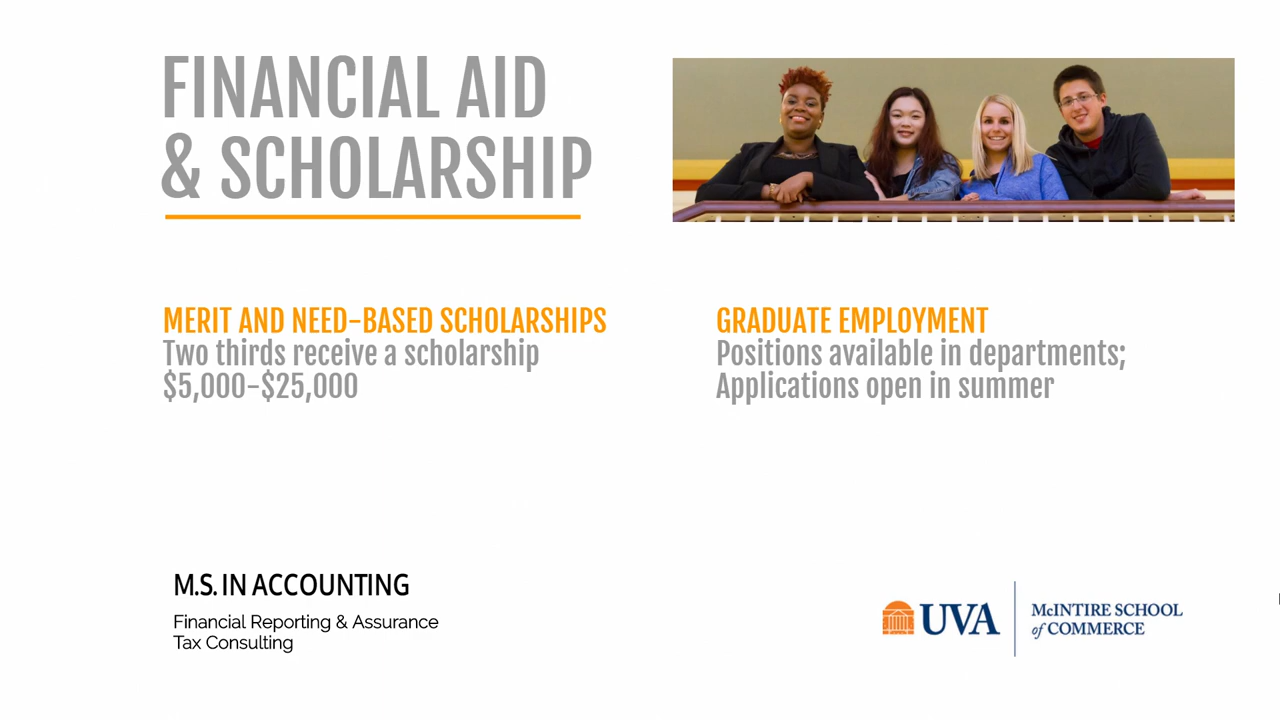 FINANCIAL AID
& SCHOLARSHIP
MERIT AND NEED-BASED SCHOLARSHIPS
Two thirds receive a scholarship
$5,000-$25,000
GRADUATE EMPLOYMENT
Positions available in departments;
Applications open in summer
M.S. IN ACCOUNTING
Financial Reporting & Assurance
Tax Consulting
UVA
McINTIRE SCHOOL
of COMMERCE